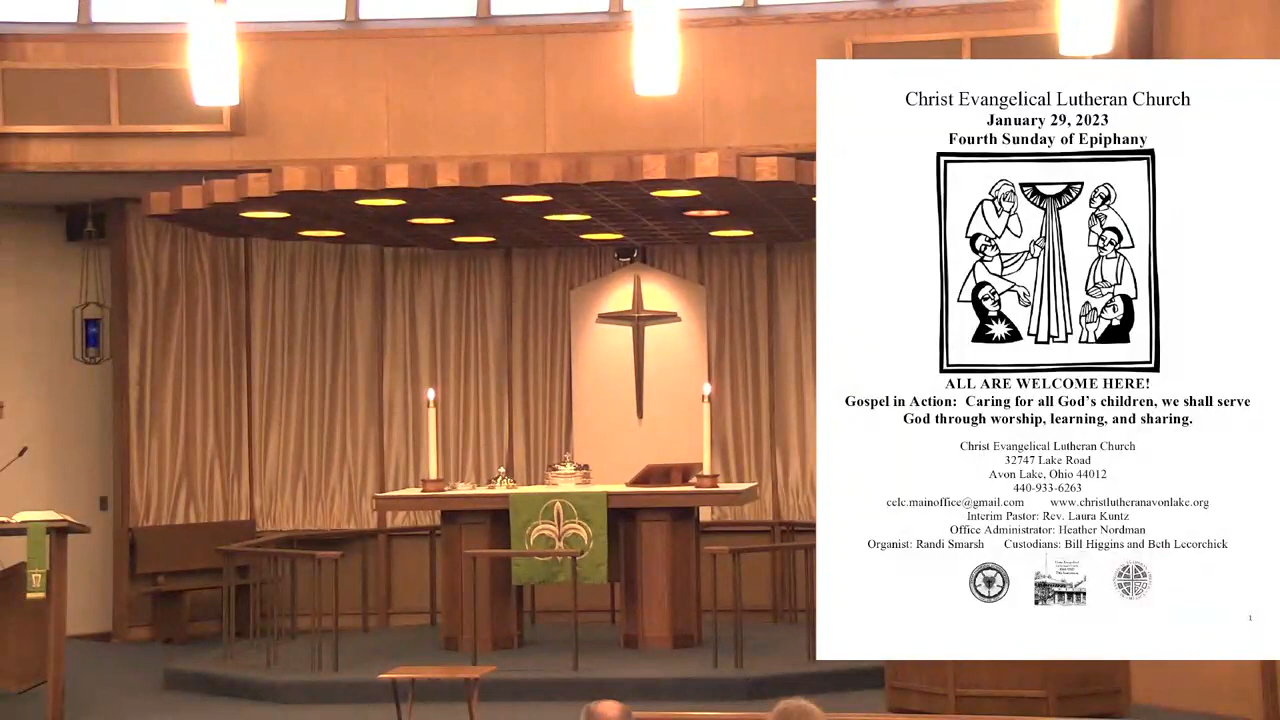 Christ Evangelical Lutheran Church
January 29, 2023
Fourth Sunday of Epiphany
ALL ARE WELCOME HERE!
Gospel in Action: Caring for all God's children, we shall serve
God through worship, learning, and sharing.
Christ Evangelical Lutheran Church
32747 Lake Road
Avon Lake, Ohio 44012
440-933-6263
cclc.mainoffice@gmail.com www.christlutheranavonlake.org
Interim Pastor: Rev. Laura Kuntz
Office Administrator: Heather Nordman
Organist: Randi Smarsh Custodians: Bill Higgins and Beth Lecorchick
1